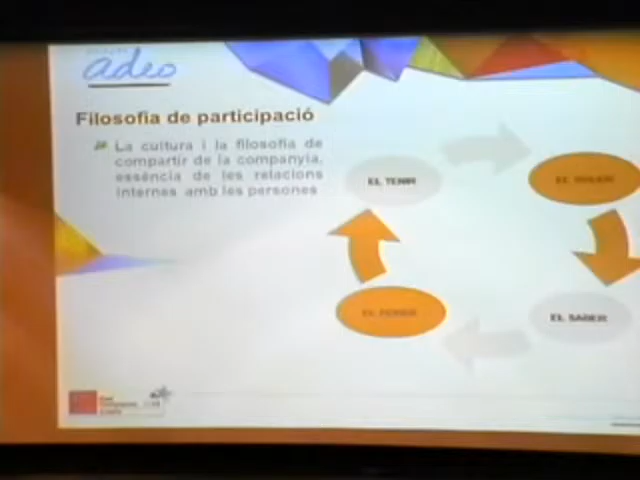 adeo
Filosofia de participació
La cultura i la filosofia de
compartir de la companyia,
essència de les relacions
internes amb les persones
EL TENIR
EL SABER